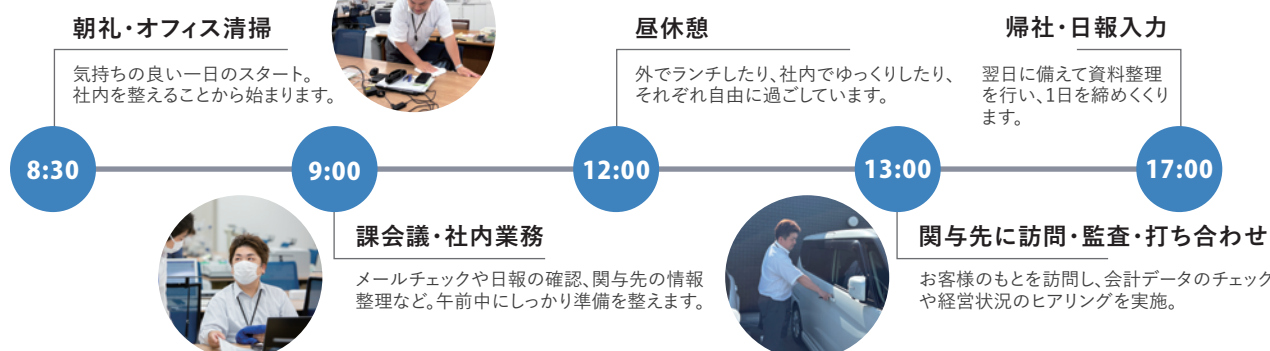 朝礼・オフィス清掃
気持ちの良い一日のスタート。
社内を整えることから始まります。
8:30
9:00
課会議・社内業務
メールチェックや日報の確認、関与先の情報
整理など。午前中にしっかり準備を整えます。
昼休憩
外でランチしたり、社内でゆっくりしたり、
それぞれ自由に過ごしています。
12:00
13:00
関与先に訪問・監査・打ち合わせ
お客様のもとを訪問し、会計データのチェック
や経営状況のヒアリングを実施。
帰社・日報入力
翌日に備えて資料整理
を行い、1日を締めくくり
ます。
17:00